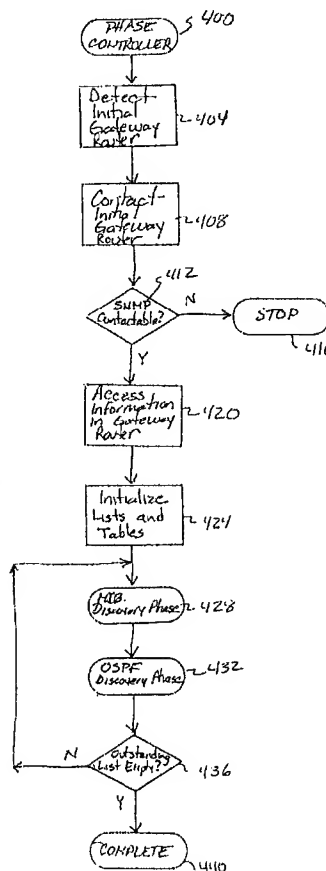 PHASE
CONTROLLER
400
Detect
Initial
Gateway
Router
404
Contact
Initial
Gateway
Router
408
412
SNMP
Contactable?
N
STOP
416
Y
Access
Information
In Gateway
Router
420
Initialize
Lists and
Tables
424
MIB
Discovery Phase
428
OSPF
Discovery Phase
432
N
Outstanding
List Empty?
436
Y
COMPLETE
440